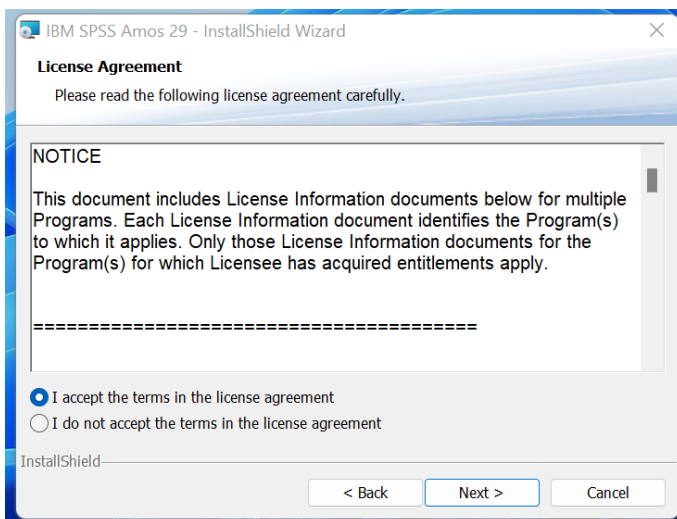 IBM SPSS Amos 29 - InstallShield Wizard
License Agreement
Please read the following license agreement carefully.
NOTICE
This document includes License Information documents below for multiple
Programs. Each License Information document identifies the Program(s)
to which it applies. Only those License Information documents for the
Program(s) for which Licensee has acquired entitlements apply.
========================================
I accept the terms in the license agreement
I do not accept the terms in the license agreement
InstallShield
< Back Next > Cancel